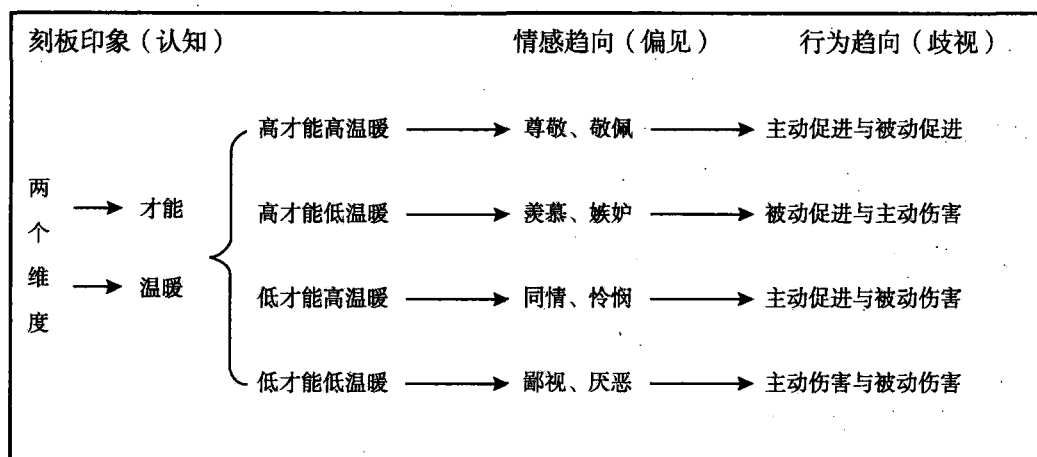 刻板印象（认知） 情感趋向（偏见） 行为趋向（歧视）
高才能高温暖 尊敬、敬佩 主动促进与被动促进
两个维度
才能
高才能低温暖 羡慕、嫉妒 被动促进与主动伤害
温暖
低才能高温暖 同情、怜悯 主动促进与被动伤害
低才能低温暖 鄙视、厌恶 主动伤害与被动伤害